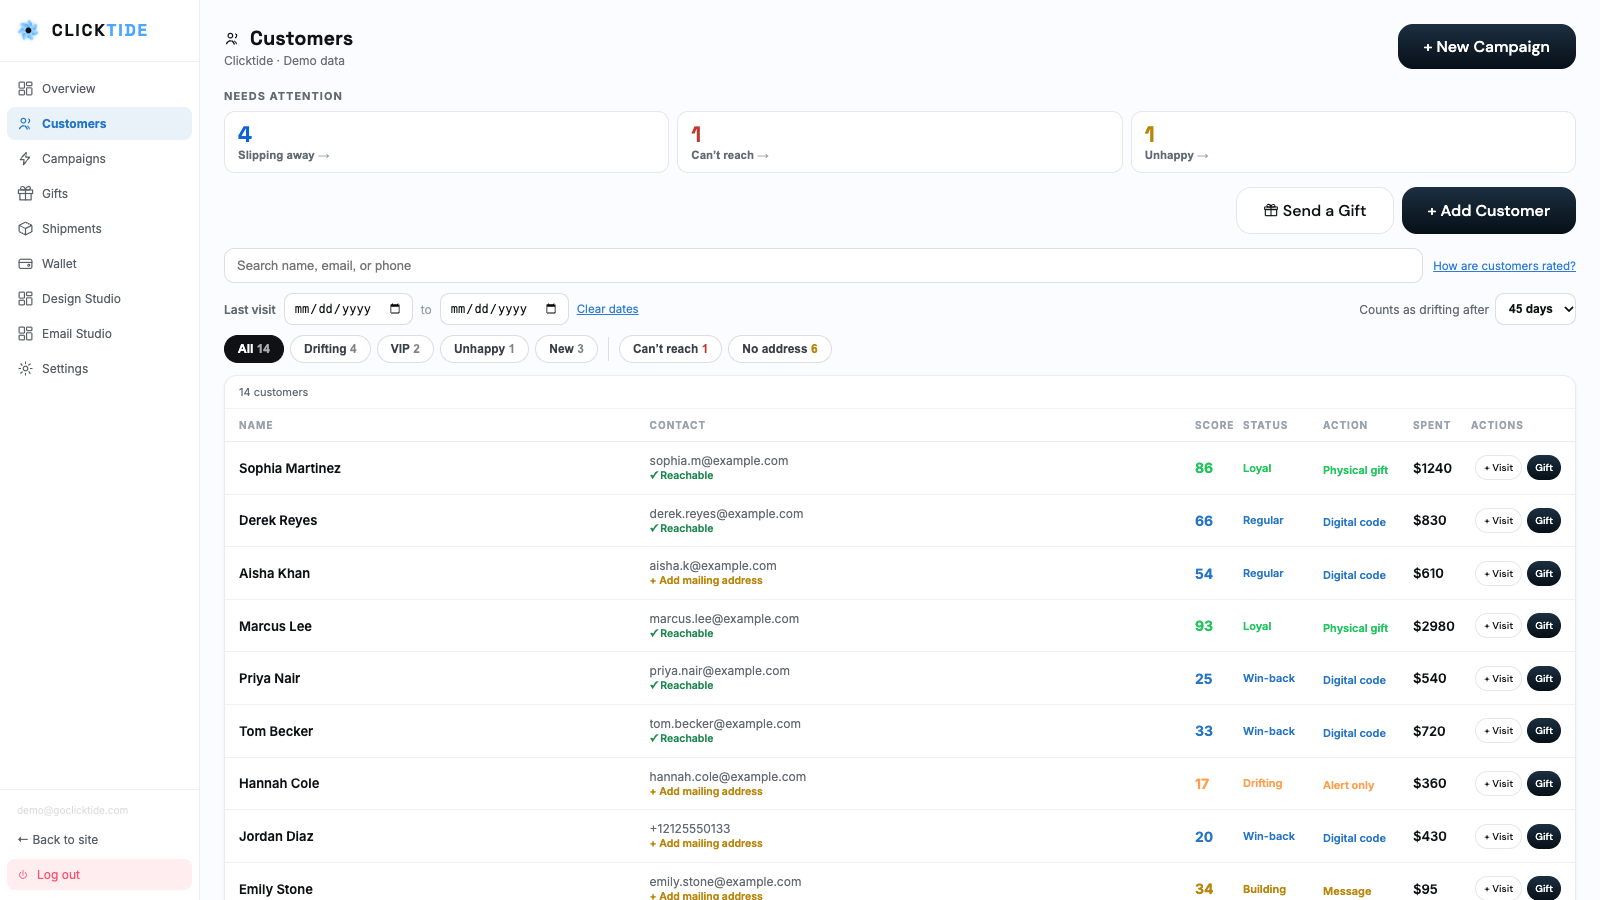 CLICKTIDE
Overview
Customers
Campaigns
Gifts
Shipments
Wallet
Design Studio
Email Studio
Settings
demo@goclicktide.com
← Back to site
Log out
Customers
Clicktide · Demo data
+ New Campaign
NEEDS ATTENTION
4
Slipping away →
1
Can't reach →
1
Unhappy →
Send a Gift
+ Add Customer
Search name, email, or phone
How are customers rated?
Last visit mm/dd/yyyy to mm/dd/yyyy Clear dates
Counts as drifting after 45 days
All 14 Drifting 4 VIP 2 Unhappy 1 New 3 Can't reach 1 No address 6
14 customers
NAME CONTACT SCORE STATUS ACTION SPENT ACTIONS
Sophia Martinez sophia.m@example.com 86 Loyal Physical gift $1240 + Visit Gift
✓ Reachable
Derek Reyes derek.reyes@example.com 66 Regular Digital code $830 + Visit Gift
✓ Reachable
Aisha Khan aisha.k@example.com 54 Regular Digital code $610 + Visit Gift
+ Add mailing address
Marcus Lee marcus.lee@example.com 93 Loyal Physical gift $2980 + Visit Gift
✓ Reachable
Priya Nair priya.nair@example.com 25 Win-back Digital code $540 + Visit Gift
✓ Reachable
Tom Becker tom.becker@example.com 33 Win-back Digital code $720 + Visit Gift
✓ Reachable
Hannah Cole hannah.cole@example.com 17 Drifting Alert only $360 + Visit Gift
+ Add mailing address
Jordan Diaz +12125550133 20 Win-back Digital code $430 + Visit Gift
+ Add mailing address
Emily Stone emily.stone@example.com 34 Building Message $95 + Visit Gift
+ Add mailing address